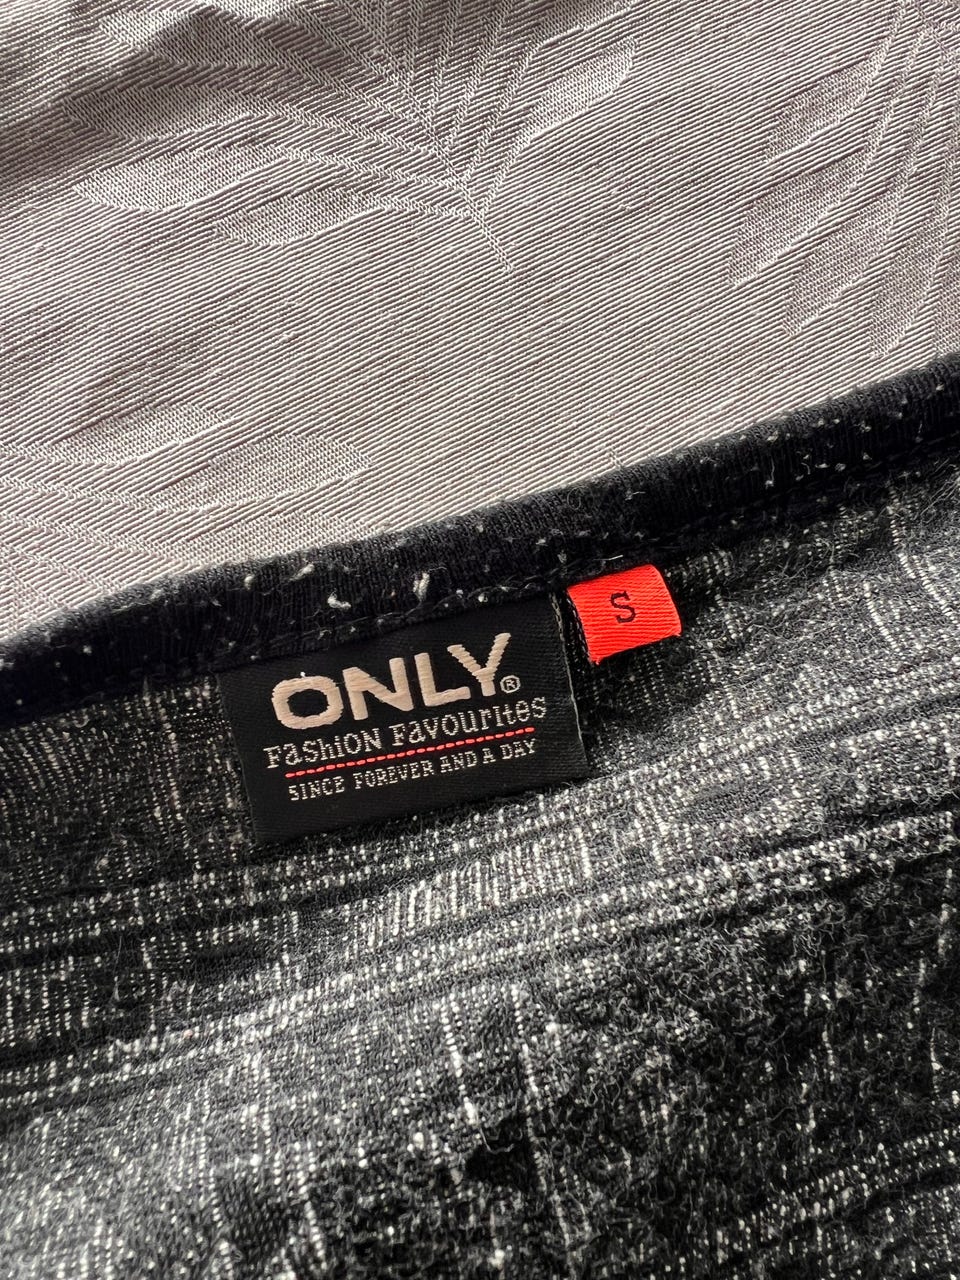 ONLY®
FaShiON FavourItes
SINCE FOREVER AND A DAY
S